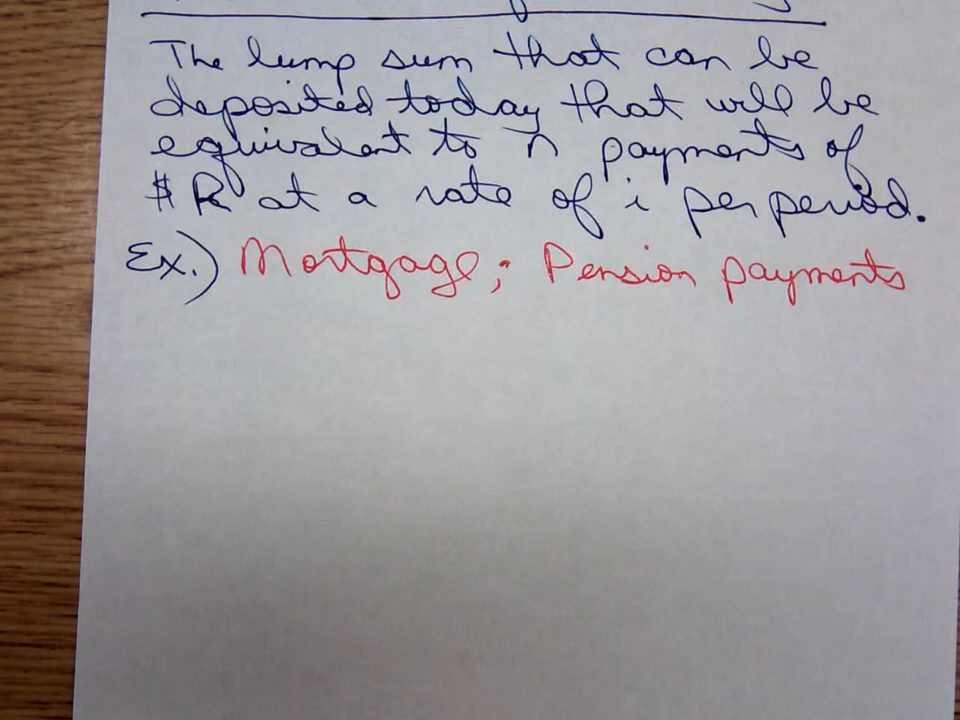 The lump sum that can be
deposited today that will be
equivalent to n payments of
$R at a rate of i per period.
Ex.) Mortgage; Pension payments